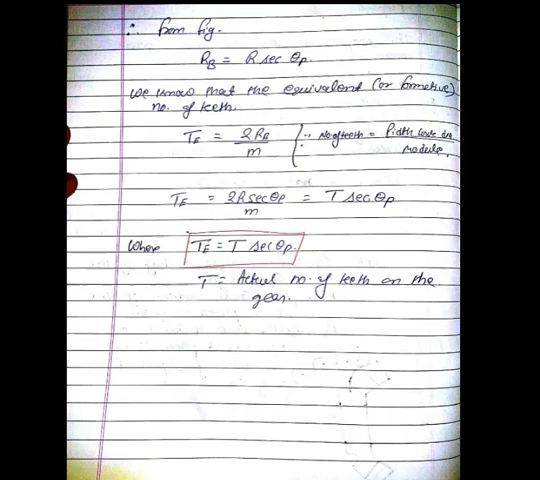 ∴ from fig.
R_B = R sec θp
we know that the equivalent (or formative)
no. of teeth.
T_E = 2R_B / m { ∵ No of teeth = Pitch circle dia / module.
T_E = 2R sec θp / m = T sec θp
Where T_E = T sec θp.
T = Actual no. of teeth on the
gear.